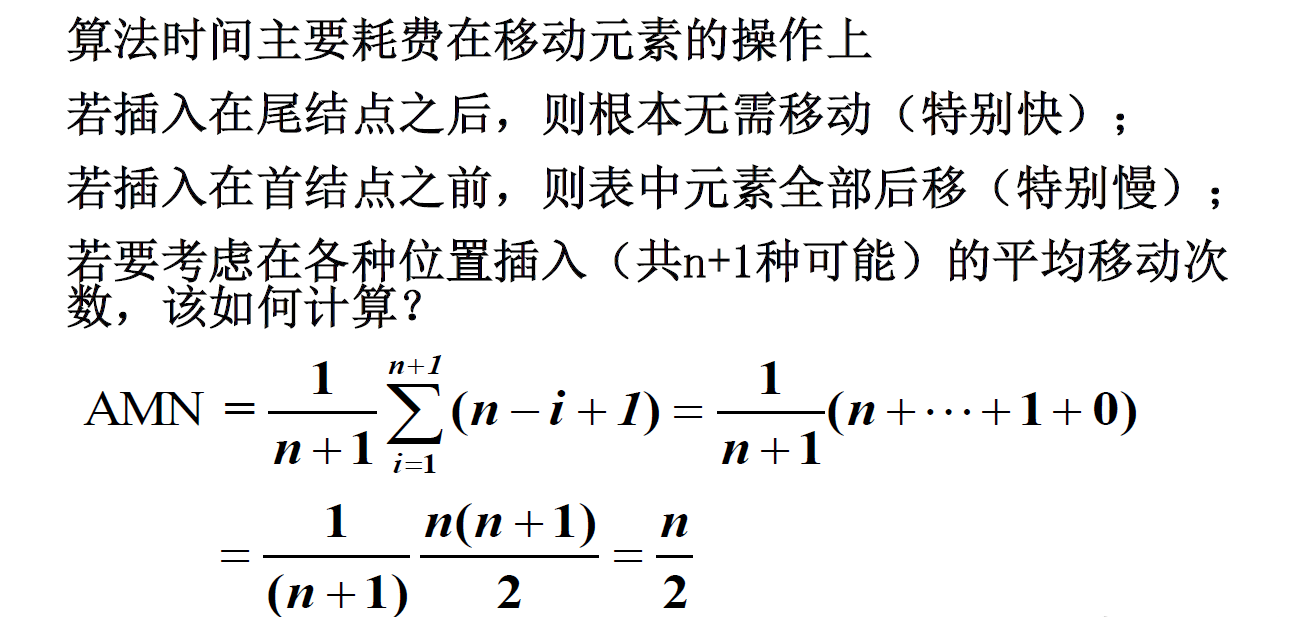 算法时间主要耗费在移动元素的操作上
若插入在尾结点之后，则根本无需移动（特别快）；
若插入在首结点之前，则表中元素全部后移（特别慢）；
若要考虑在各种位置插入（共n+1种可能）的平均移动次
数，该如何计算？
AMN = \frac{1}{n+1} \sum_{i=1}^{n+1} (n-i+1) = \frac{1}{n+1} (n+⋯+1+0)
= \frac{1}{(n+1)} \frac{n(n+1)}{2} = \frac{n}{2}